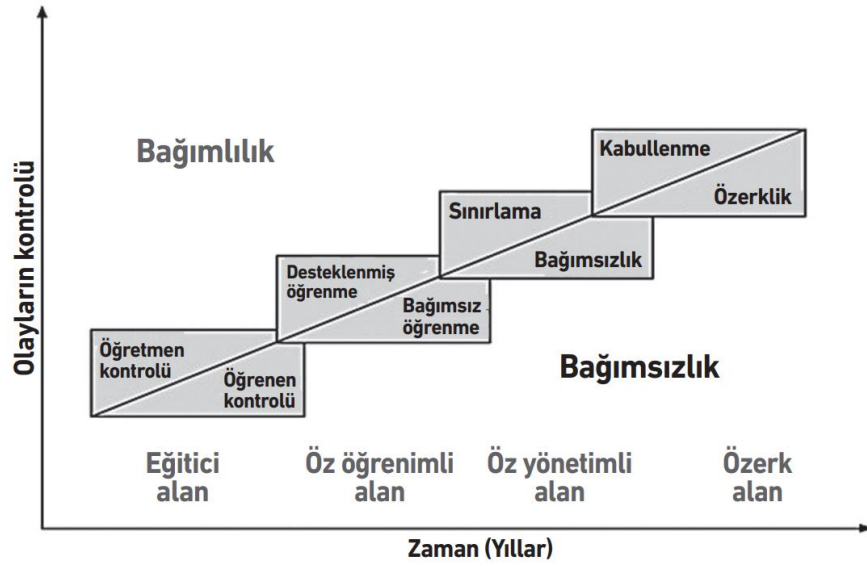 Olayların kontrolü
Bağımlılık
Kabullenme
Özerklik
Sınırlama
Bağımsızlık
Desteklenmiş
öğrenme
Bağımsız
öğrenme
Öğretmen
kontrolü
Öğrenen
kontrolü
Bağımsızlık
Eğitici
alan
Öz öğrenimli
alan
Öz yönetimli
alan
Özerk
alan
Zaman (Yıllar)